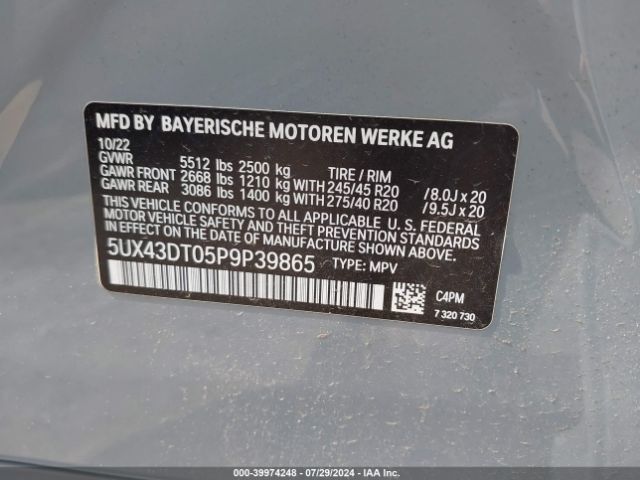 MFD BY BAYERISCHE MOTOREN WERKE AG
10/22
GVWR 5512 lbs 2500 kg TIRE / RIM
GAWR FRONT 2668 lbs 1210 kg WITH 245/45 R20 /8.0J x 20
GAWR REAR 3086 lbs 1400 kg WITH 275/40 R20 /9.5J x 20
THIS VEHICLE CONFORMS TO ALL APPLICABLE U. S. FEDERAL
MOTOR VEHICLE SAFETY AND THEFT PREVENTION STANDARDS
IN EFFECT ON THE DATE OF MANUFACTURE SHOWN ABOVE.
5UX43DT05P9P39865 TYPE: MPV
C4PM
7 320 730
000-39974248 - 07/29/2024 - IAA Inc.